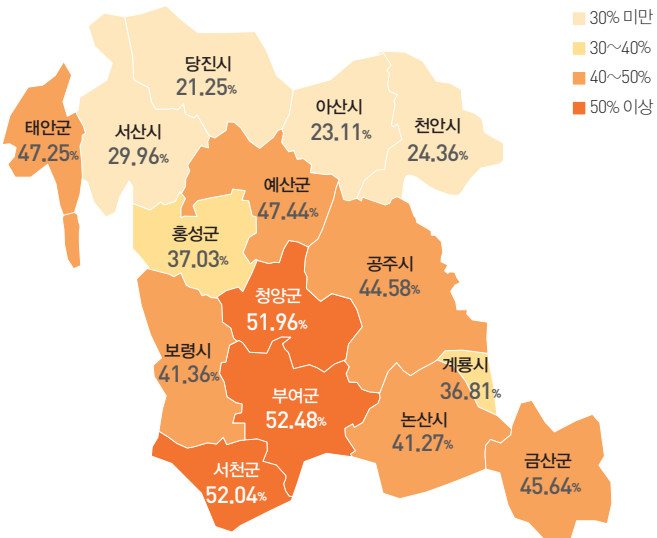 30% 미만
30~40%
40~50%
50% 이상
당진시
21.25%
아산시
23.11%
천안시
24.36%
태안군
47.25%
서산시
29.96%
예산군
47.44%
홍성군
37.03%
공주시
44.58%
청양군
51.96%
보령시
41.36%
계룡시
36.81%
부여군
52.48%
논산시
41.27%
서천군
52.04%
금산군
45.64%